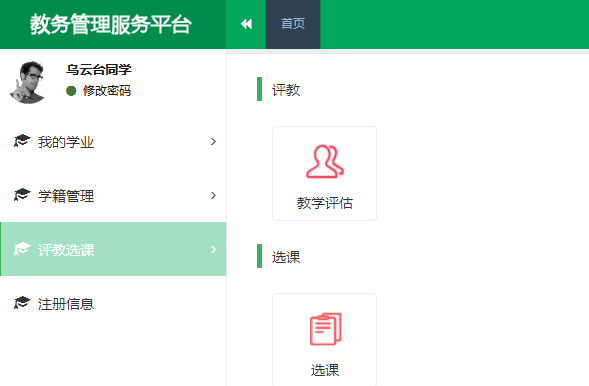 教务管理服务平台
首页
乌云台同学
修改密码
我的学业
学籍管理
评教选课
注册信息
评教
教学评估
选课
选课